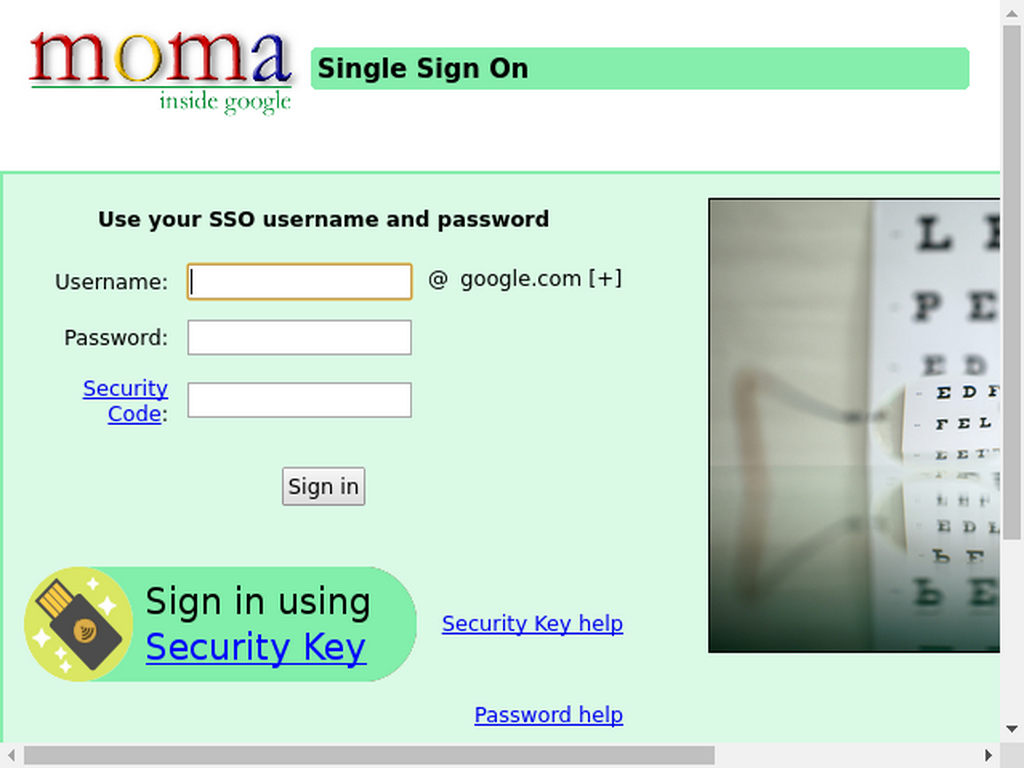 moma
inside google
Single Sign On
Use your SSO username and password
Username:
@ google.com [+]
Password:
Security
Code:
Sign in
Sign in using
Security Key
Security Key help
Password help
L
P E
E D
E D F
F E L
E D L